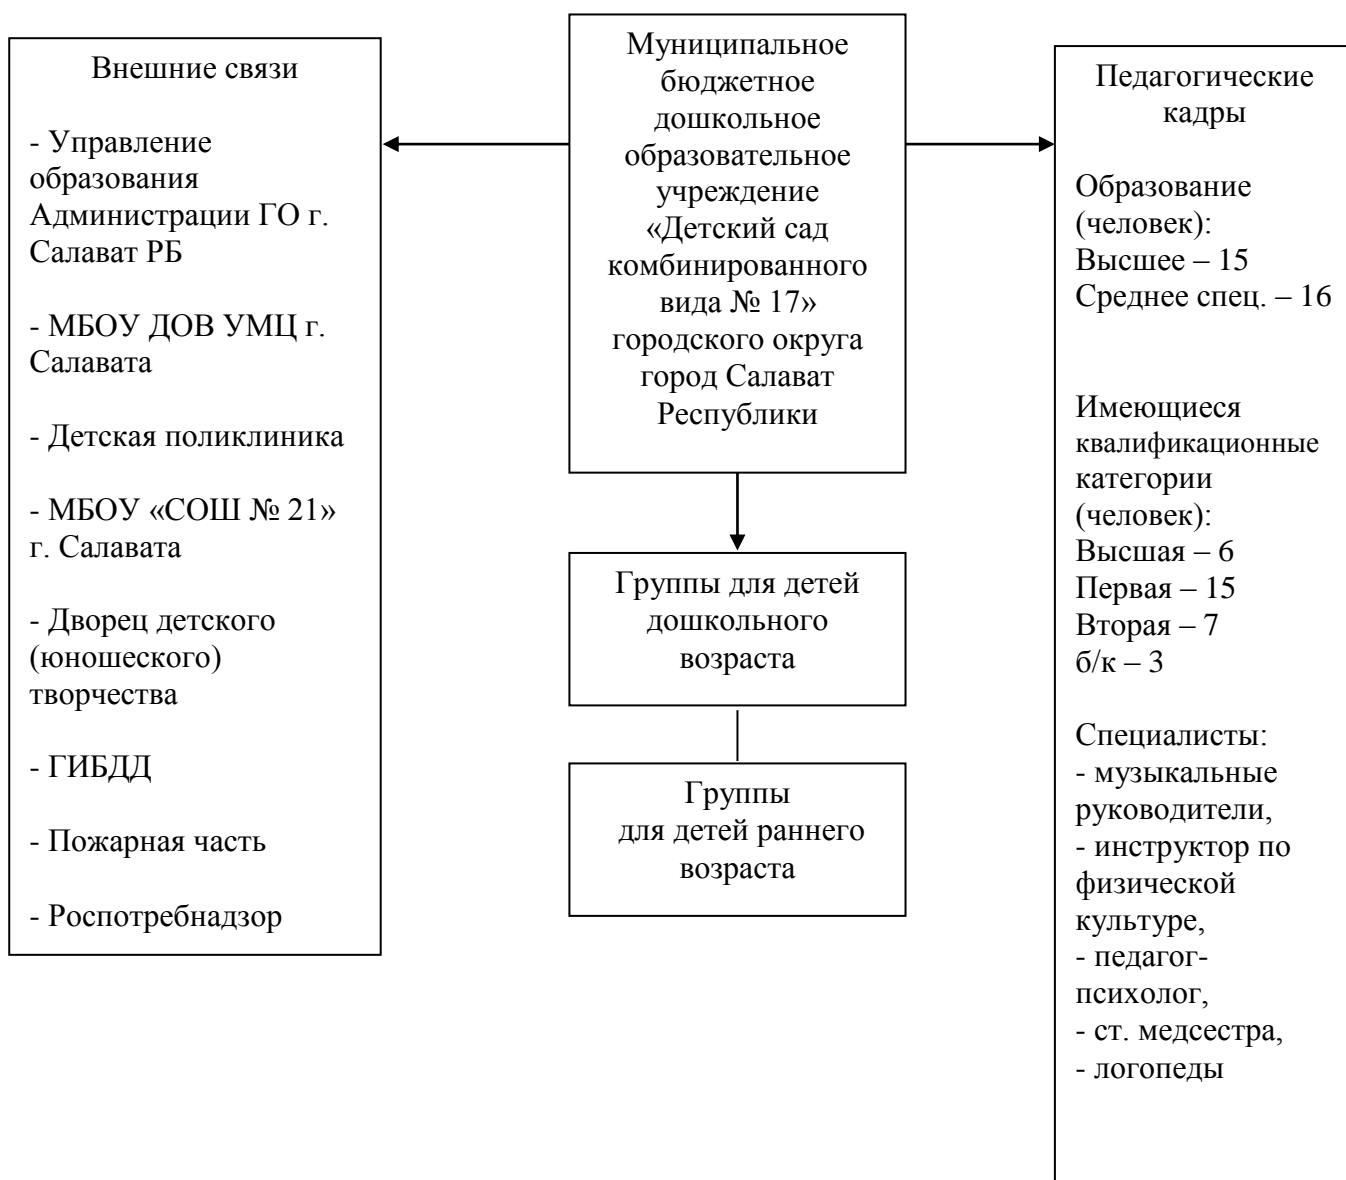 Внешние связи
- Управление
образования
Администрации ГО г.
Салават РБ
- МБОУ ДОВ УМЦ г.
Салавата
- Детская поликлиника
- МБОУ «СОШ № 21»
г. Салавата
- Дворец детского
(юношеского)
творчества
- ГИБДД
- Пожарная часть
- Роспотребнадзор
Муниципальное
бюджетное
дошкольное
образовательное
учреждение
«Детский сад
комбинированного
вида № 17»
городского округа
город Салават
Республики
Группы для детей
дошкольного
возраста
Группы
для детей раннего
возраста
Педагогические
кадры
Образование
(человек):
Высшее – 15
Среднее спец. – 16
Имеющиеся
квалификационные
категории
(человек):
Высшая – 6
Первая – 15
Вторая – 7
б/к – 3
Специалисты:
- музыкальные
руководители,
- инструктор по
физической
культуре,
- педагог-
психолог,
- ст. медсестра,
- логопеды